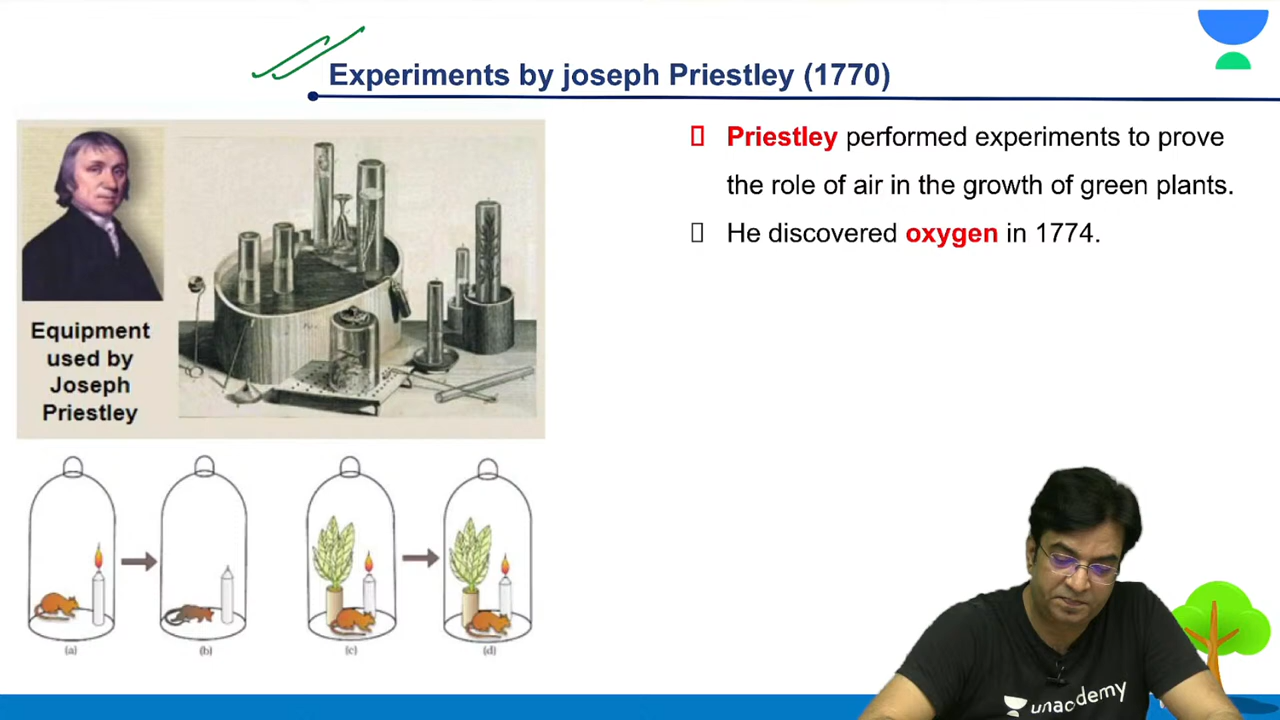 Experiments by joseph Priestley (1770)
Priestley performed experiments to prove
the role of air in the growth of green plants.
He discovered oxygen in 1774.
Equipment
used by
Joseph
Priestley
(a)
(b)
(c)
(d)
unacademy